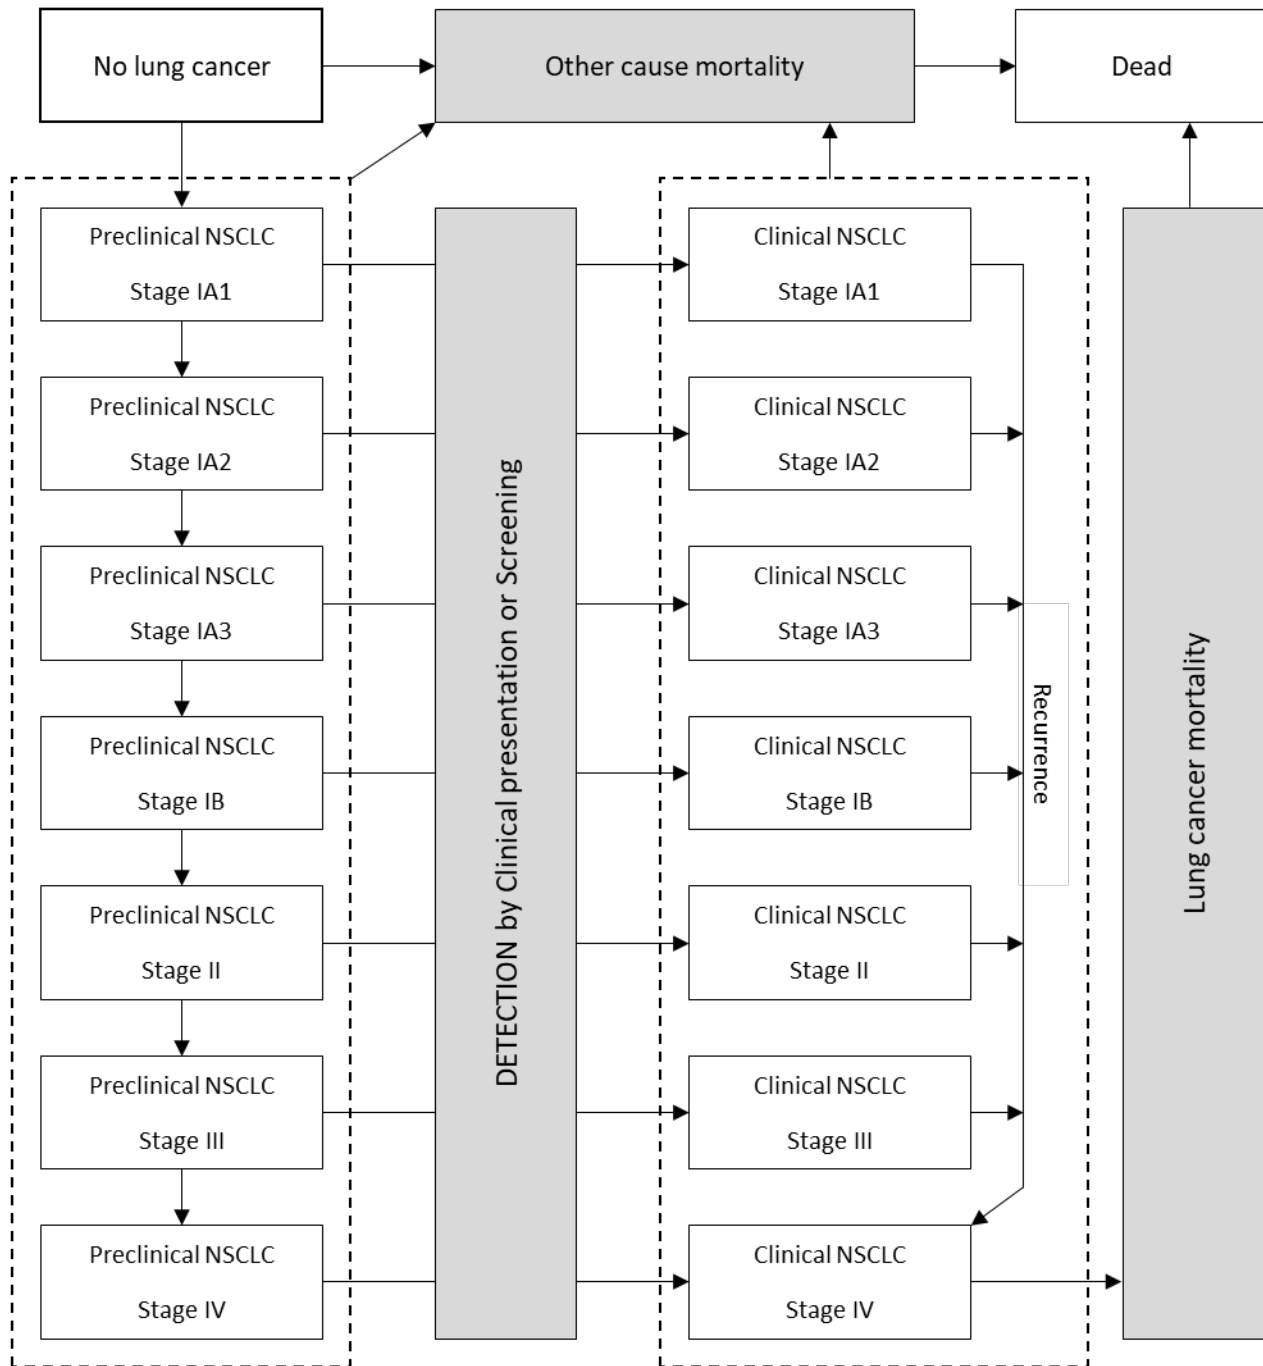 No lung cancer
Other cause mortality
Dead
Preclinical NSCLC
Stage IA1
Preclinical NSCLC
Stage IA2
Preclinical NSCLC
Stage IA3
Preclinical NSCLC
Stage IB
Preclinical NSCLC
Stage II
Preclinical NSCLC
Stage III
Preclinical NSCLC
Stage IV
DETECTION by Clinical presentation or Screening
Clinical NSCLC
Stage IA1
Clinical NSCLC
Stage IA2
Clinical NSCLC
Stage IA3
Clinical NSCLC
Stage IB
Clinical NSCLC
Stage II
Clinical NSCLC
Stage III
Clinical NSCLC
Stage IV
Recurrence
Lung cancer mortality